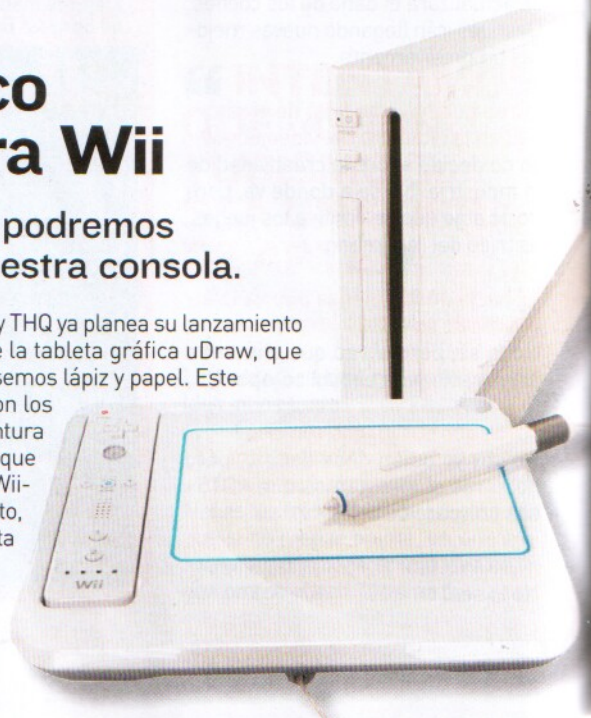 co
ra Wii
podremos
estra consola.
y THQ ya planea su lanzamiento
e la tableta gráfica uDraw, que
semos lápiz y papel. Este
on los
ntura
que
Wii-
to,
ta
Wii